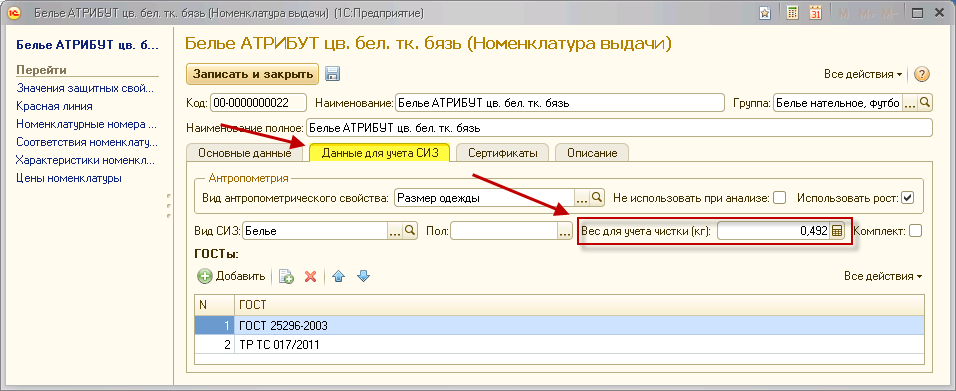 Белье АТРИБУТ цв. бел. тк. бязь (Номенклатура выдачи) [1С:Предприятие]
M M+ M-
31
Белье АТРИБУТ цв. б...
Перейти
Значения защитных свой...
Красная линия
Номенклатурные номера ...
Соответствия номенклату...
Характеристики номенкл...
Цены номенклатуры
Белье АТРИБУТ цв. бел. тк. бязь (Номенклатура выдачи)
Записать и закрыть
Все действия
?
Код: 00-0000000022 Наименование: Белье АТРИБУТ цв. бел. тк. бязь Группа: Белье нательное, футбо ...
Наименование полное: Белье АТРИБУТ цв. бел. тк. бязь
Основные данные Данные для учета СИЗ Сертификаты Описание
Антропометрия
Вид антропометрического свойства: Размер одежды ... Не использовать при анализе: Использовать рост:
Вид СИЗ: Белье ... Пол: ... Вес для учета чистки (кг): 0,492 Комплект:
ГОСТы:
Добавить Все действия
N ГОСТ
1 ГОСТ 25296-2003
2 ТР ТС 017/2011